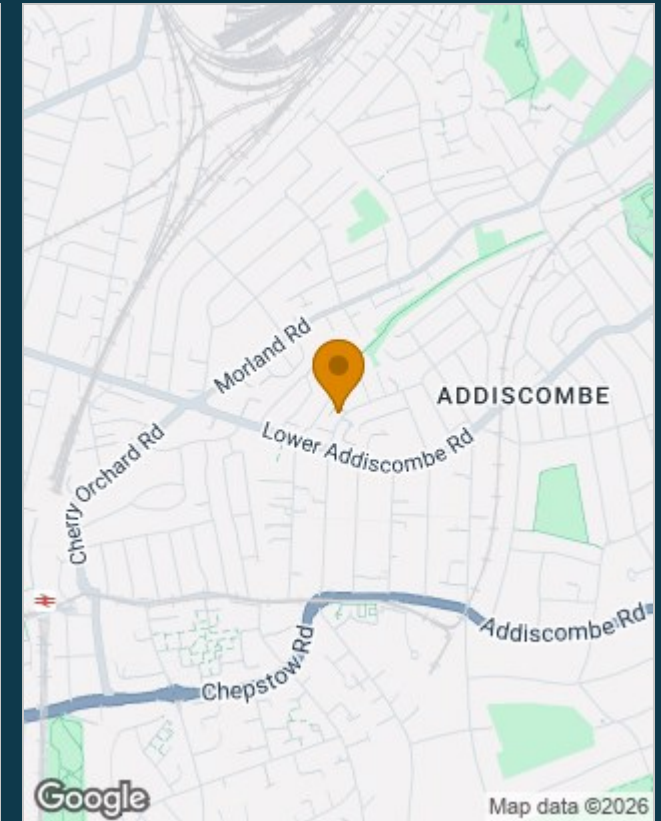 Morland Rd
ADDISCOMBE
Lower Addiscombe Rd
Cherry Orchard Rd
Addiscombe Rd
Chepstow Rd
Google
Map data ©2026